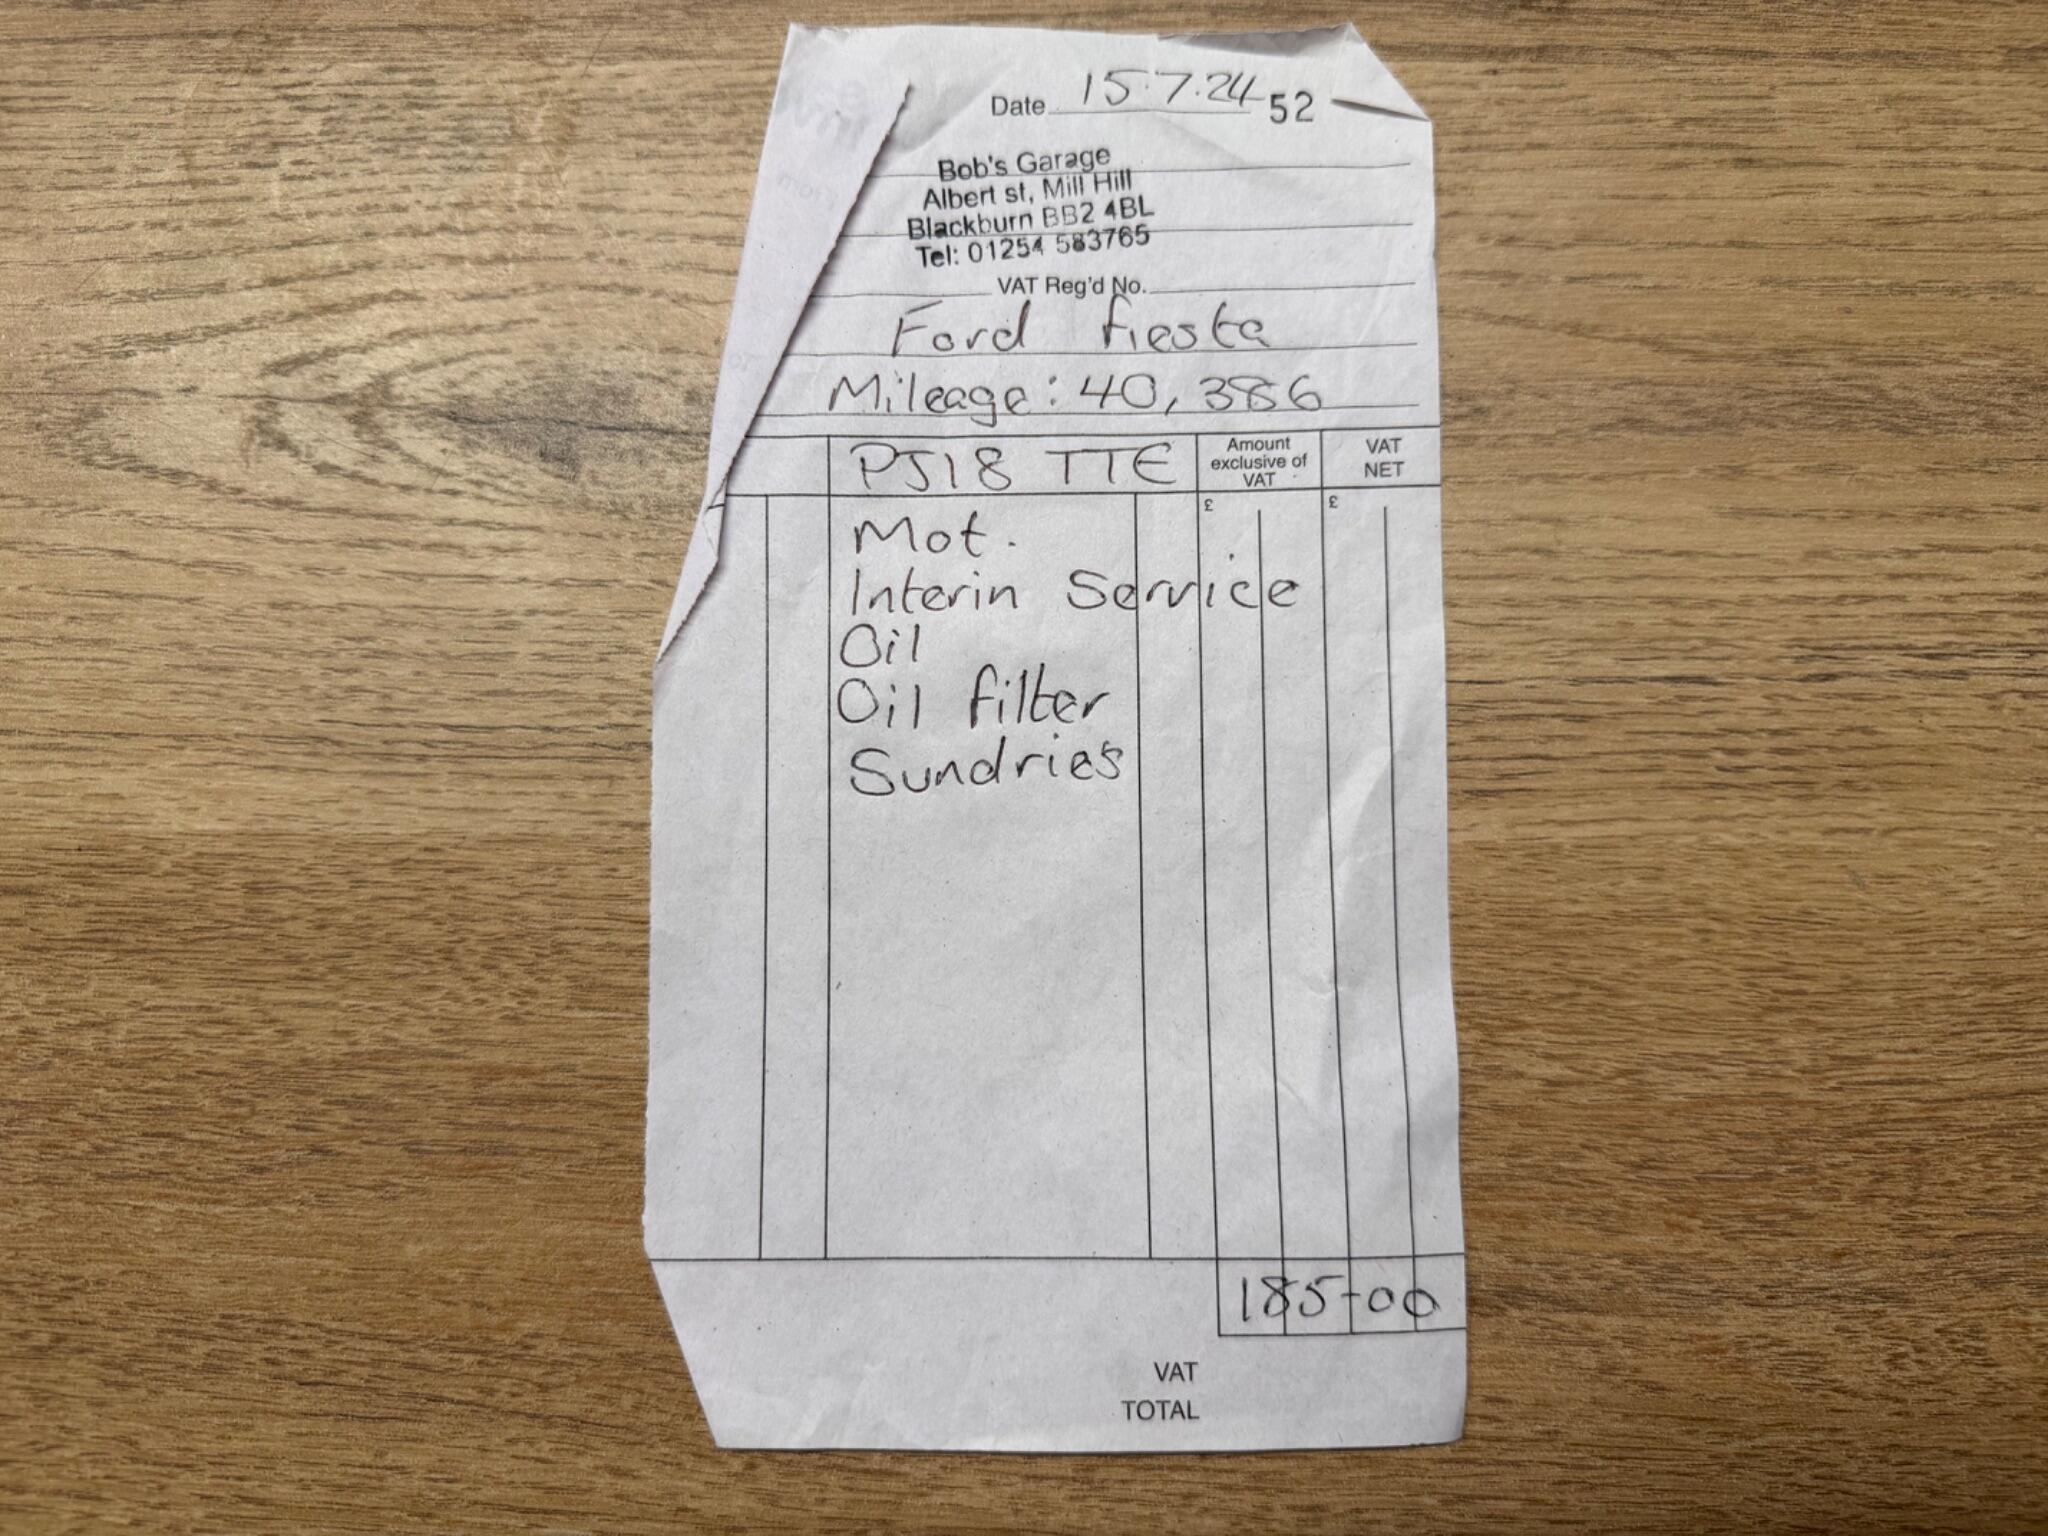 Date 15.7.24 52
Bob's Garage
Albert st, Mill Hill
Blackburn BB2 4BL
Tel: 01254 583765
VAT Reg'd No.
Ford fiesta
Mileage: 40,386
PJ18 TTE
Amount
exclusive of
VAT
VAT
NET
£ £
Mot.
Interin Service
Oil
Oil filter
Sundries
185-00
VAT
TOTAL